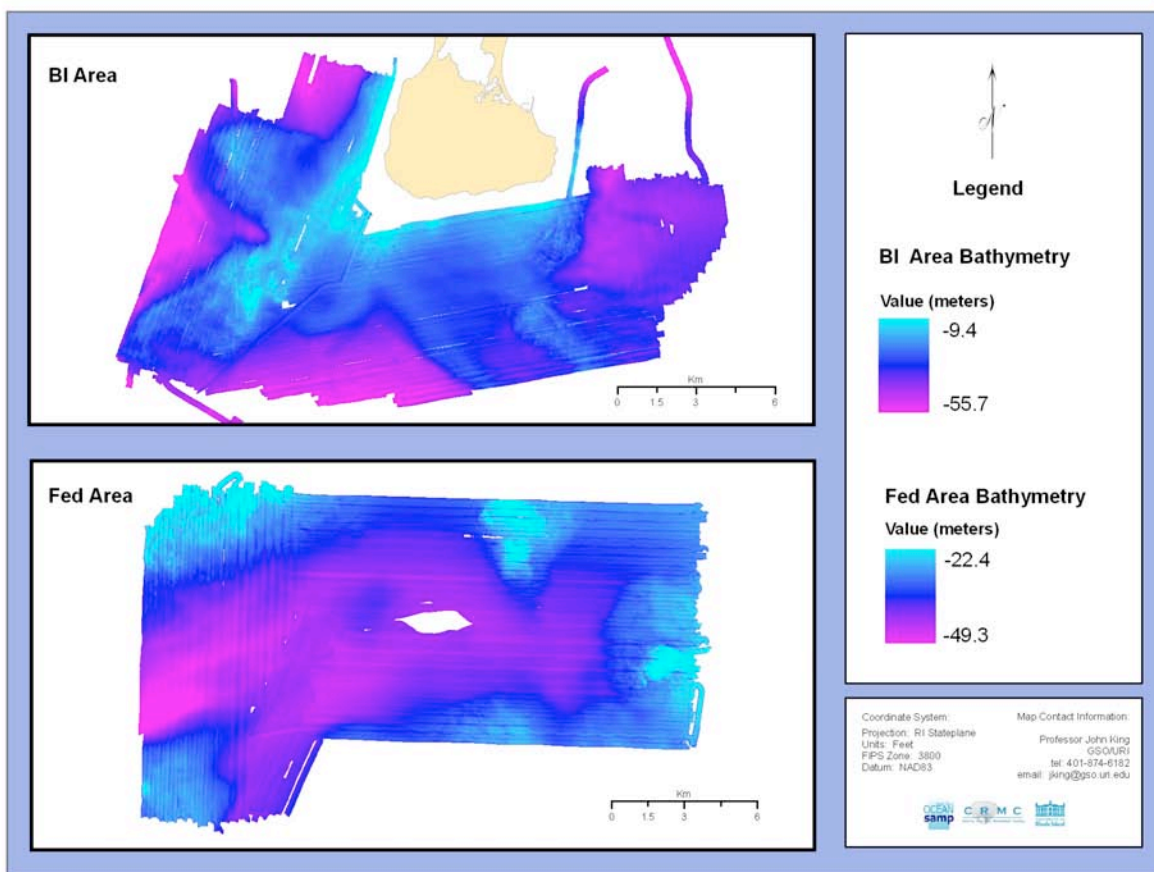 BI Area
Km
0 1.5 3 6
Fed Area
Km
0 1.5 3 6
N
Legend
BI Area Bathymetry
Value (meters)
-9.4
-55.7
Fed Area Bathymetry
Value (meters)
-22.4
-49.3
Coordinate System:
Projection: RI Stateplane
Units: Feet
FIPS Zone: 3800
Datum: NAD83
Map Contact Information:
Professor John King
GSO/URI
tel: 401-874-6182
email: jking@gso.uri.edu
OCEAN
samp
CRMC